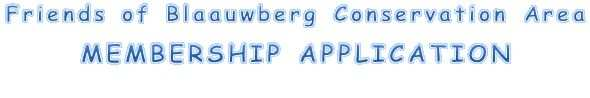 Friends of Blaauwberg Conservation Area
MEMBERSHIP APPLICATION